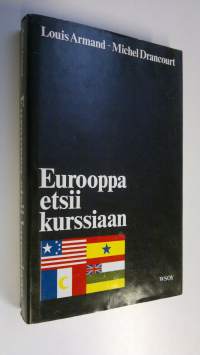 Louis Armand - Michel Drancourt
Eurooppa
etsii
kurssiaan
WSOY